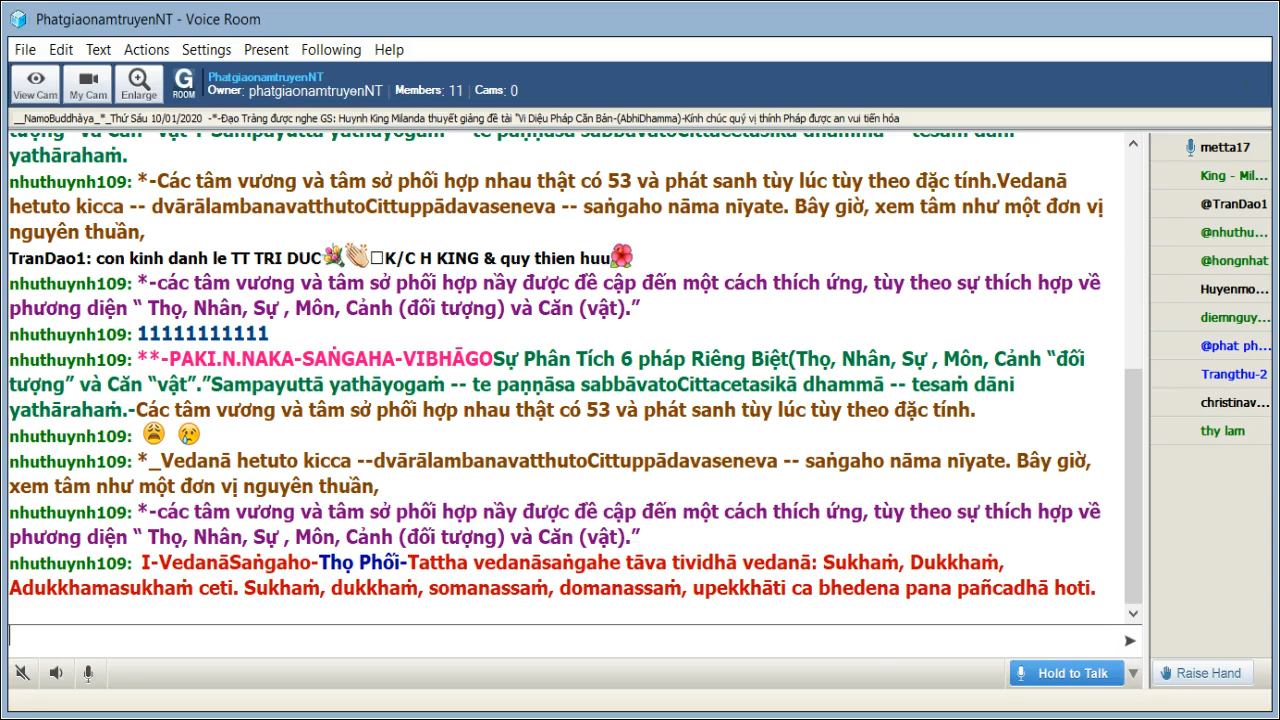 PhatgiaonamtruyenNT - Voice Room
File Edit Text Actions Settings Present Following Help
View Cam My Cam Enlarge G ROOM
PhatgiaonamtruyenNT
Owner: phatgiaonamtruyenNT Members: 11 Cams: 0
__NamoBuddhàya_*_Thứ Sáu 10/01/2020 -*-Đạo Tràng được nghe GS: Huynh King Milanda thuyết giảng đề tài "Vi Diệu Pháp Căn Bản-(AbhiDhamma)-Kính chúc quý vị thính Pháp được an vui tiến hóa
yathārahaṁ.
nhuthuynh109: *-Các tâm vương và tâm sở phối hợp nhau thật có 53 và phát sanh tùy lúc tùy theo đặc tính.Vedanā
hetuto kicca -- dvārālambanavatthutoCittuppādavaseneva -- saṅgaho nāma nīyate. Bây giờ, xem tâm như một đơn vị
nguyên thuần,
TranDao1: con kinh danh le TT TRI DUC💐👏□K/C H KING & quy thien huu🌺
nhuthuynh109: *-các tâm vương và tâm sở phối hợp nầy được đề cập đến một cách thích ứng, tùy theo sự thích hợp về
phương diện “ Thọ, Nhân, Sự , Môn, Cảnh (đối tượng) và Căn (vật).”
nhuthuynh109: 11111111111
nhuthuynh109: **-PAKI.N.NAKA-SAṄGAHA-VIBHĀGOSự Phân Tích 6 pháp Riêng Biệt(Thọ, Nhân, Sự , Môn, Cảnh “đối
tượng” và Căn “vật”.”Sampayuttā yathāyogaṁ -- te paṇṇāsa sabbāvatoCittacetasikā dhammā -- tesaṁ dāni
yathārahaṁ.-Các tâm vương và tâm sở phối hợp nhau thật có 53 và phát sanh tùy lúc tùy theo đặc tính.
nhuthuynh109: 😩 😢
nhuthuynh109: *_Vedanā hetuto kicca --dvārālambanavatthutoCittuppādavaseneva -- saṅgaho nāma nīyate. Bây giờ,
xem tâm như một đơn vị nguyên thuần,
nhuthuynh109: *-các tâm vương và tâm sở phối hợp nầy được đề cập đến một cách thích ứng, tùy theo sự thích hợp về
phương diện “ Thọ, Nhân, Sự , Môn, Cảnh (đối tượng) và Căn (vật).”
nhuthuynh109: I-VedanāSaṅgaho-Thọ Phối-Tattha vedanāsaṅgahe tāva tividhā vedanā: Sukhaṁ, Dukkhaṁ,
Adukkhamasukhaṁ ceti. Sukhaṁ, dukkhaṁ, somanassaṁ, domanassaṁ, upekkhāti ca bhedena pana pañcadhā hoti.
metta17
King - Mil...
@TranDao1
@nhuthu...
@hongnhat
Huyenmo...
diemnguy...
@phat ph...
Trangthu-2
christinav...
thy lam
Hold to Talk
Raise Hand